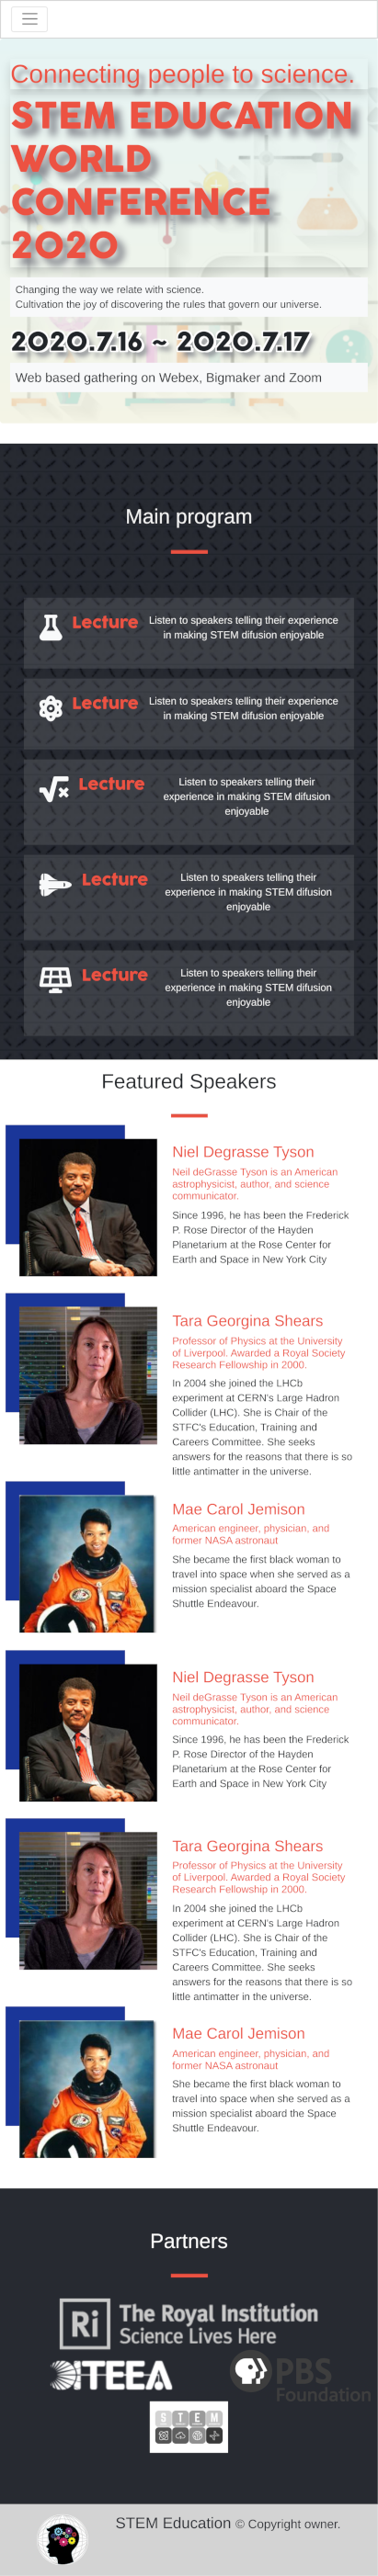 Connecting people to science.
STEM EDUCATION
WORLD
CONFERENCE
2020
Changing the way we relate with science.
Cultivation the joy of discovering the rules that govern our universe.
2020.7.16 ~ 2020.7.17
Web based gathering on Webex, Bigmaker and Zoom
Main program
Lecture
Listen to speakers telling their experience
in making STEM difusion enjoyable
Lecture
Listen to speakers telling their experience
in making STEM difusion enjoyable
Lecture
Listen to speakers telling their
experience in making STEM difusion
enjoyable
Lecture
Listen to speakers telling their
experience in making STEM difusion
enjoyable
Lecture
Listen to speakers telling their
experience in making STEM difusion
enjoyable
Featured Speakers
Niel Degrasse Tyson
Neil deGrasse Tyson is an American
astrophysicist, author, and science
communicator.
Since 1996, he has been the Frederick
P. Rose Director of the Hayden
Planetarium at the Rose Center for
Earth and Space in New York City
Tara Georgina Shears
Professor of Physics at the University
of Liverpool. Awarded a Royal Society
Research Fellowship in 2000.
In 2004 she joined the LHCb
experiment at CERN's Large Hadron
Collider (LHC). She is Chair of the
STFC's Education, Training and
Careers Committee. She seeks
answers for the reasons that there is so
little antimatter in the universe.
Mae Carol Jemison
American engineer, physician, and
former NASA astronaut
She became the first black woman to
travel into space when she served as a
mission specialist aboard the Space
Shuttle Endeavour.
Niel Degrasse Tyson
Neil deGrasse Tyson is an American
astrophysicist, author, and science
communicator.
Since 1996, he has been the Frederick
P. Rose Director of the Hayden
Planetarium at the Rose Center for
Earth and Space in New York City
Tara Georgina Shears
Professor of Physics at the University
of Liverpool. Awarded a Royal Society
Research Fellowship in 2000.
In 2004 she joined the LHCb
experiment at CERN's Large Hadron
Collider (LHC). She is Chair of the
STFC's Education, Training and
Careers Committee. She seeks
answers for the reasons that there is so
little antimatter in the universe.
Mae Carol Jemison
American engineer, physician, and
former NASA astronaut
She became the first black woman to
travel into space when she served as a
mission specialist aboard the Space
Shuttle Endeavour.
Partners
Ri The Royal Institution
Science Lives Here
ITEEA
PBS
Foundation
STEM
STEM Education © Copyright owner.